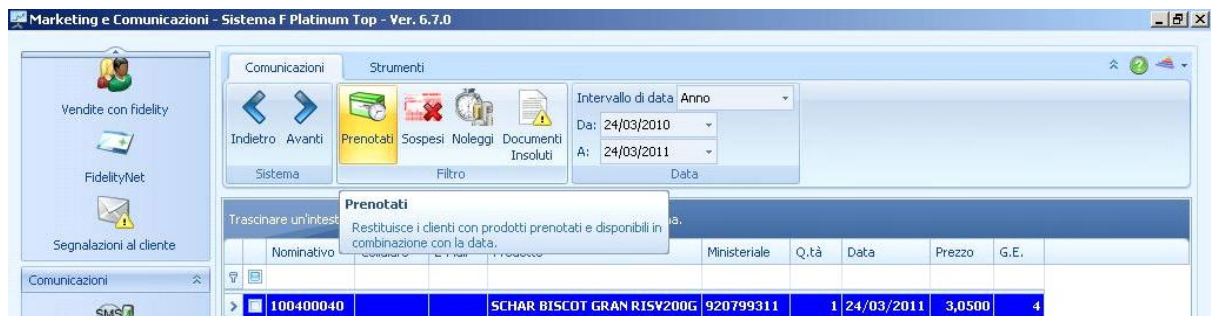 Marketing e Comunicazioni - Sistema F Platinum Top - Ver. 6.7.0
Vendite con fidelity
FidelityNet
Segnalazioni al cliente
Comunicazioni
SMS
Comunicazioni Strumenti
Indietro Avanti
Sistema
Prenotati Sospesi Noleggi Documenti Insoluti
Filtro
Intervallo di data Anno
Da: 24/03/2010
A: 24/03/2011
Data
Prenotati
Restituisce i clienti con prodotti prenotati e disponibili in
combinazione con la data.
Trascinare un'intest
Nominativo Ministeriale Q.tà Data Prezzo G.E.
100400040 SCHAR BISCOT GRAN RISV200G 920799311 1 24/03/2011 3,0500 4